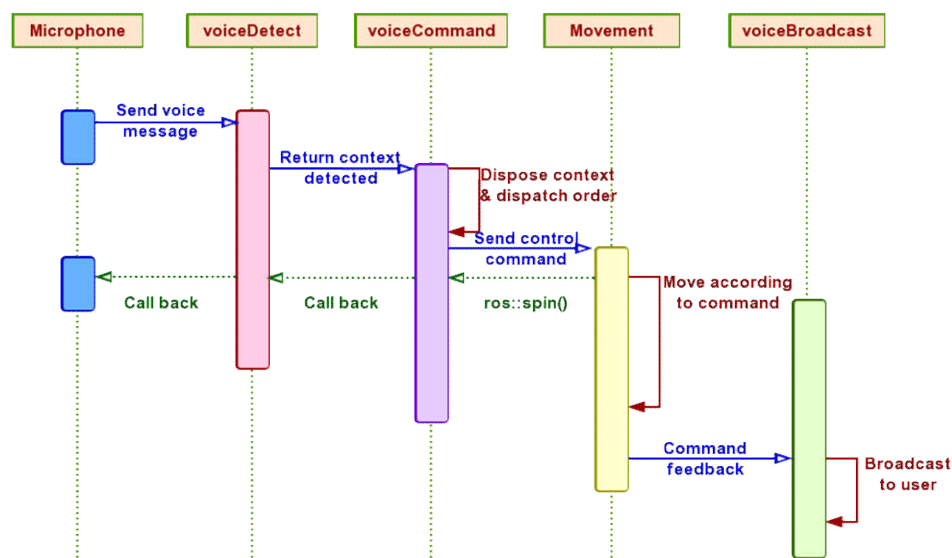 Microphone
voiceDetect
voiceCommand
Movement
voiceBroadcast
Send voice
message
Return context
detected
Dispose context
& dispatch order
Send control
command
Call back
Call back
ros::spin()
Move according
to command
Command
feedback
Broadcast
to user